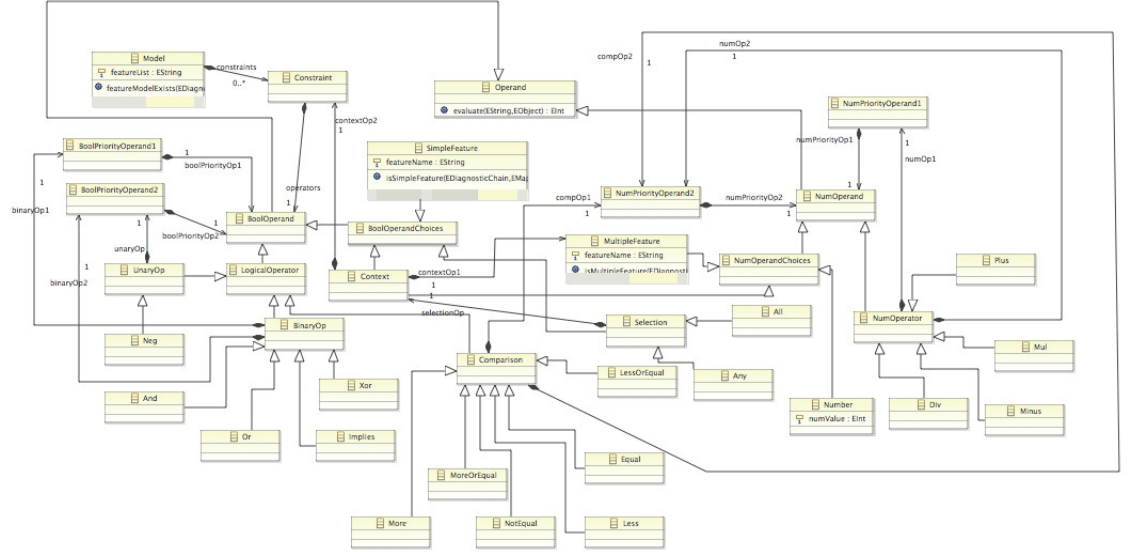 Model
featureList : EString
featureModelExists(EDiagn
constraints
0..*
Constraint
Operand
evaluate(EString,EObject) : EInt
compOp2
1
numOp2
1
NumPriorityOperand1
numPriorityOp1
1
1
numOp1
BoolPriorityOperand1
1
boolPriorityOp1
1
binaryOp1
BoolPriorityOperand2
1
1
boolPriorityOp2
unaryOp
1
binaryOp2
operators
1
contextOp2
1
SimpleFeature
featureName : EString
isSimpleFeature(EDiagnosticChain,EMa
BoolOperand
BoolOperandChoices
compOp1
1
NumPriorityOperand2
numPriorityOp2
1
NumOperand
UnaryOp
LogicalOperator
Context
contextOp1
1
1
selectionOp
MultipleFeature
featureName : EString
isMultipleFeature(EDiagnosti
NumOperandChoices
Plus
Neg
BinaryOp
Selection
All
NumOperator
Comparison
Mul
And
Xor
LessOrEqual
Any
Number
numValue : EInt
Div
Minus
Or
Implies
MoreOrEqual
Equal
More
NotEqual
Less